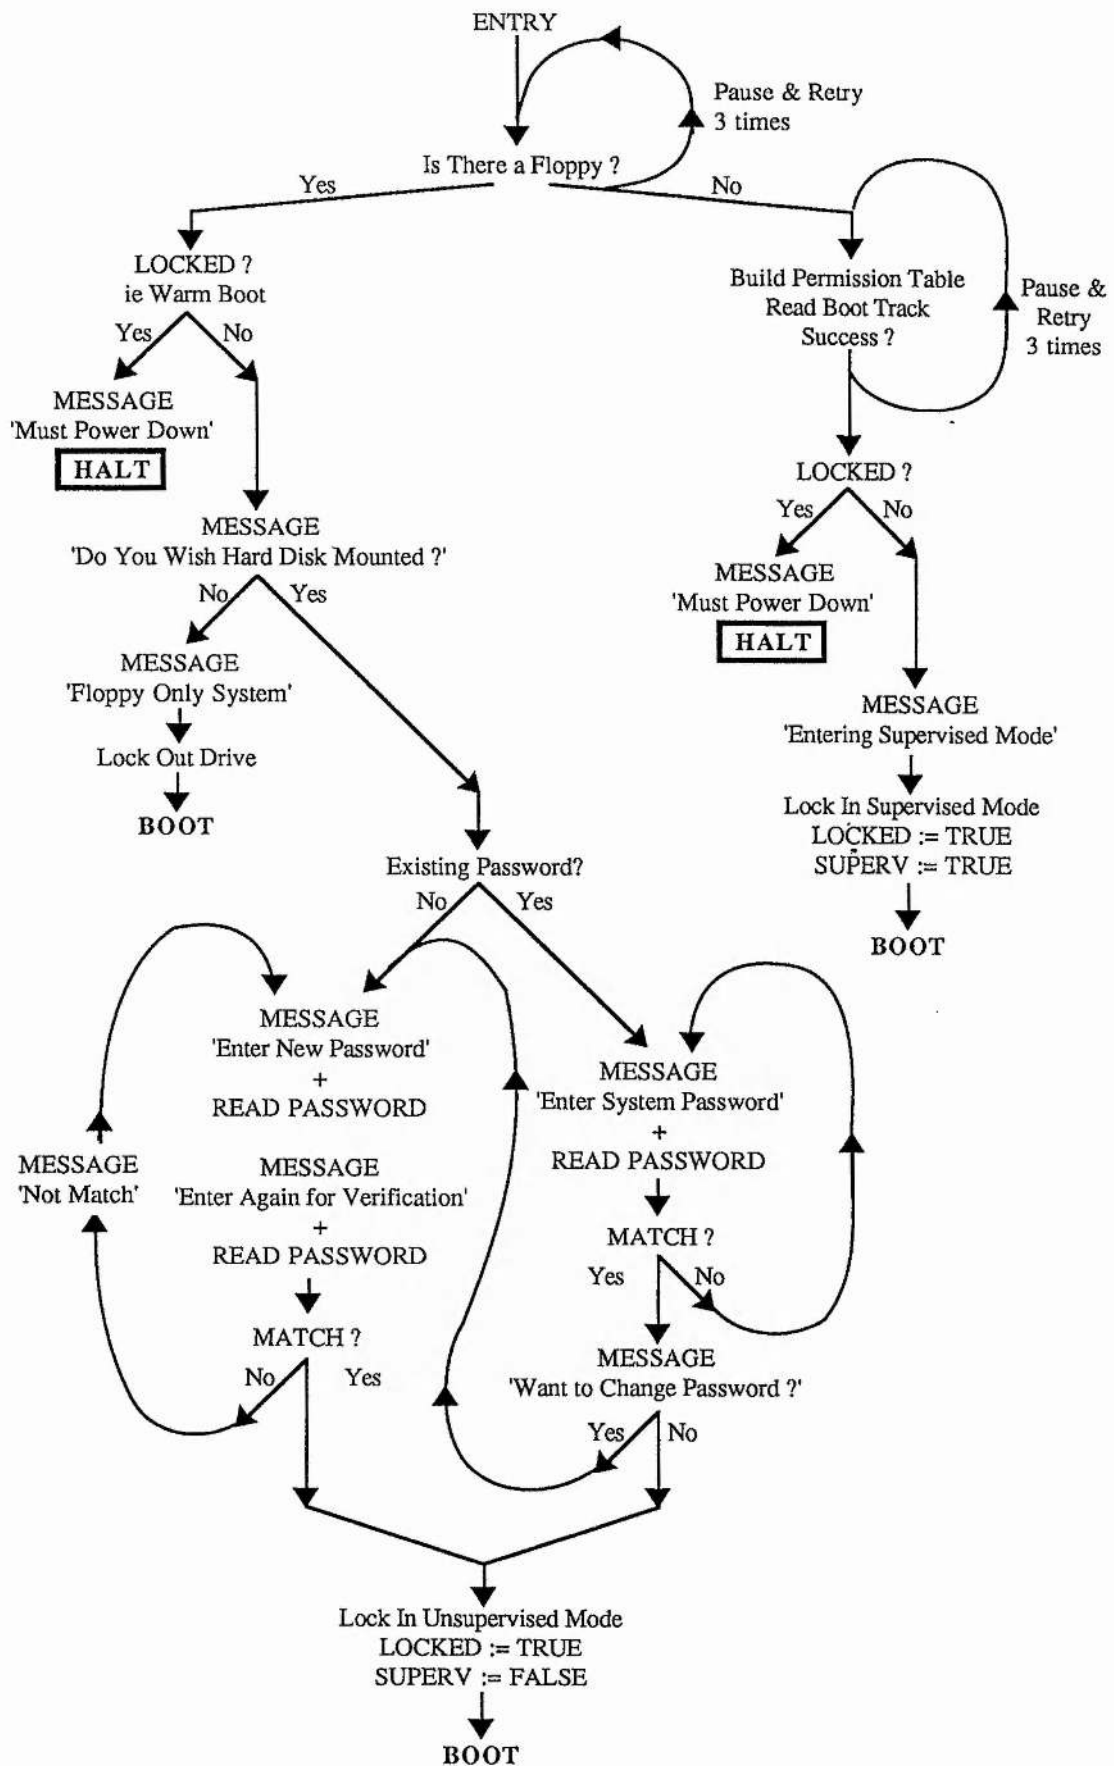 ENTRY
Pause & Retry
3 times
Is There a Floppy ?
Yes
No
LOCKED ?
ie Warm Boot
Yes
No
MESSAGE
'Must Power Down'
HALT
MESSAGE
'Do You Wish Hard Disk Mounted ?'
No
Yes
MESSAGE
'Floppy Only System'
Lock Out Drive
BOOT
Build Permission Table
Read Boot Track
Success ?
Pause &
Retry
3 times
LOCKED ?
Yes
No
MESSAGE
'Must Power Down'
HALT
MESSAGE
'Entering Supervised Mode'
Lock In Supervised Mode
LOCKED := TRUE
SUPERV := TRUE
BOOT
Existing Password?
No
Yes
MESSAGE
'Enter New Password'
+
READ PASSWORD
MESSAGE
'Enter Again for Verification'
+
READ PASSWORD
MATCH ?
No
Yes
MESSAGE
'Not Match'
MESSAGE
'Enter System Password'
+
READ PASSWORD
MATCH ?
Yes
No
MESSAGE
'Want to Change Password ?'
Yes
No
Lock In Unsupervised Mode
LOCKED := TRUE
SUPERV := FALSE
BOOT